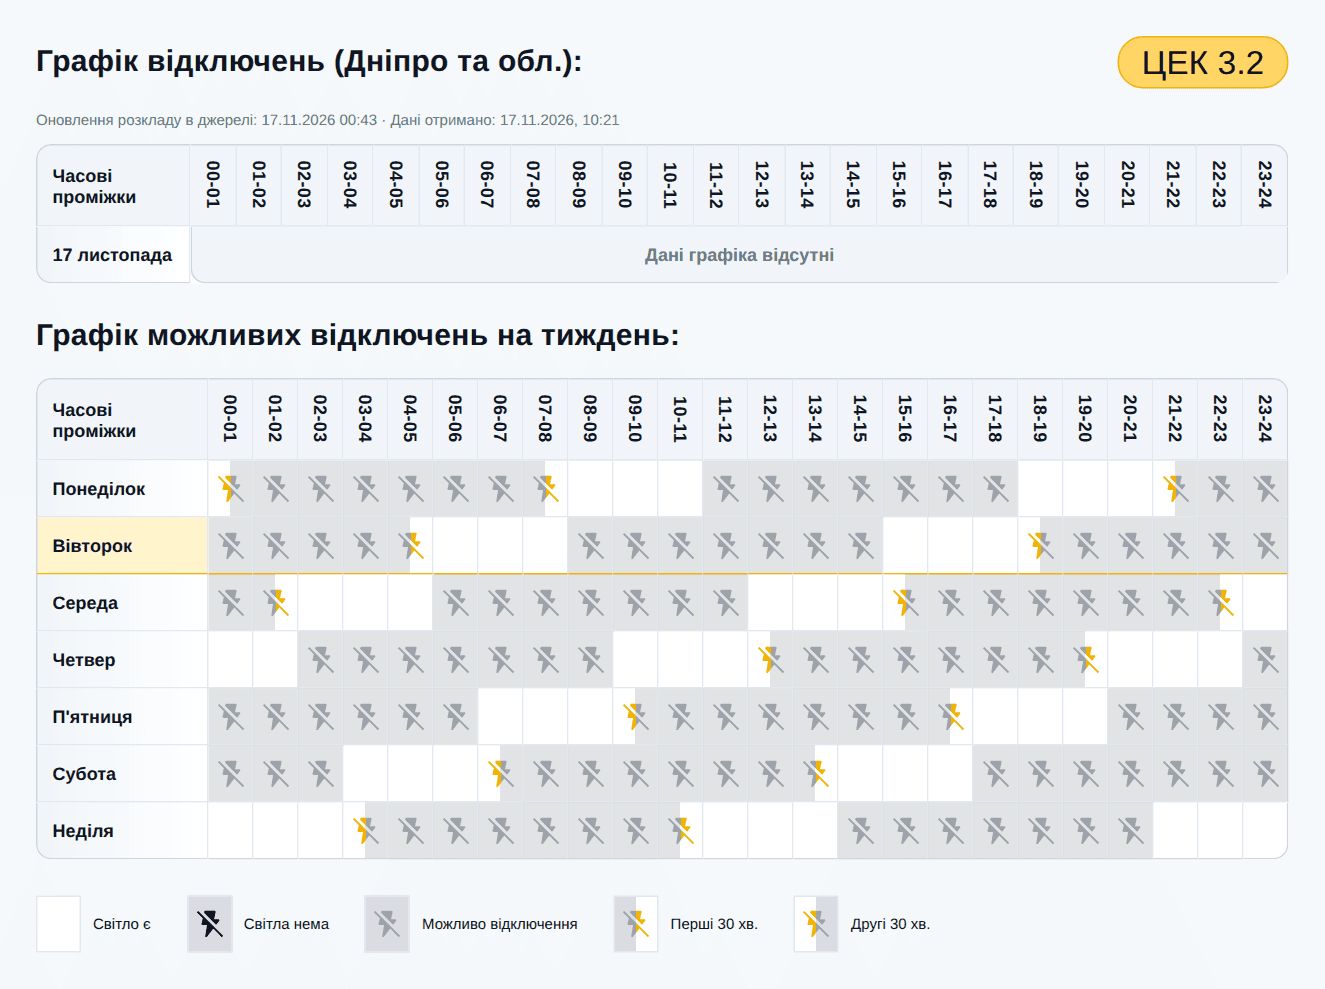 Графік відключень (Дніпро та обл.):
ЦЕК 3.2
Оновлення розкладу в джерелі: 17.11.2026 00:43 · Дані отримано: 17.11.2026, 10:21
Часові
проміжки
00-01 01-02 02-03 03-04 04-05 05-06 06-07 07-08 08-09 09-10 10-11 11-12 12-13 13-14 14-15 15-16 16-17 17-18 18-19 19-20 20-21 21-22 22-23 23-24
17 листопада
Дані графіка відсутні
Графік можливих відключень на тиждень:
Часові
проміжки
00-01 01-02 02-03 03-04 04-05 05-06 06-07 07-08 08-09 09-10 10-11 11-12 12-13 13-14 14-15 15-16 16-17 17-18 18-19 19-20 20-21 21-22 22-23 23-24
Понеділок
Вівторок
Середа
Четвер
П'ятниця
Субота
Неділя
Світло є
Світла нема
Можливо відключення
Перші 30 хв.
Другі 30 хв.